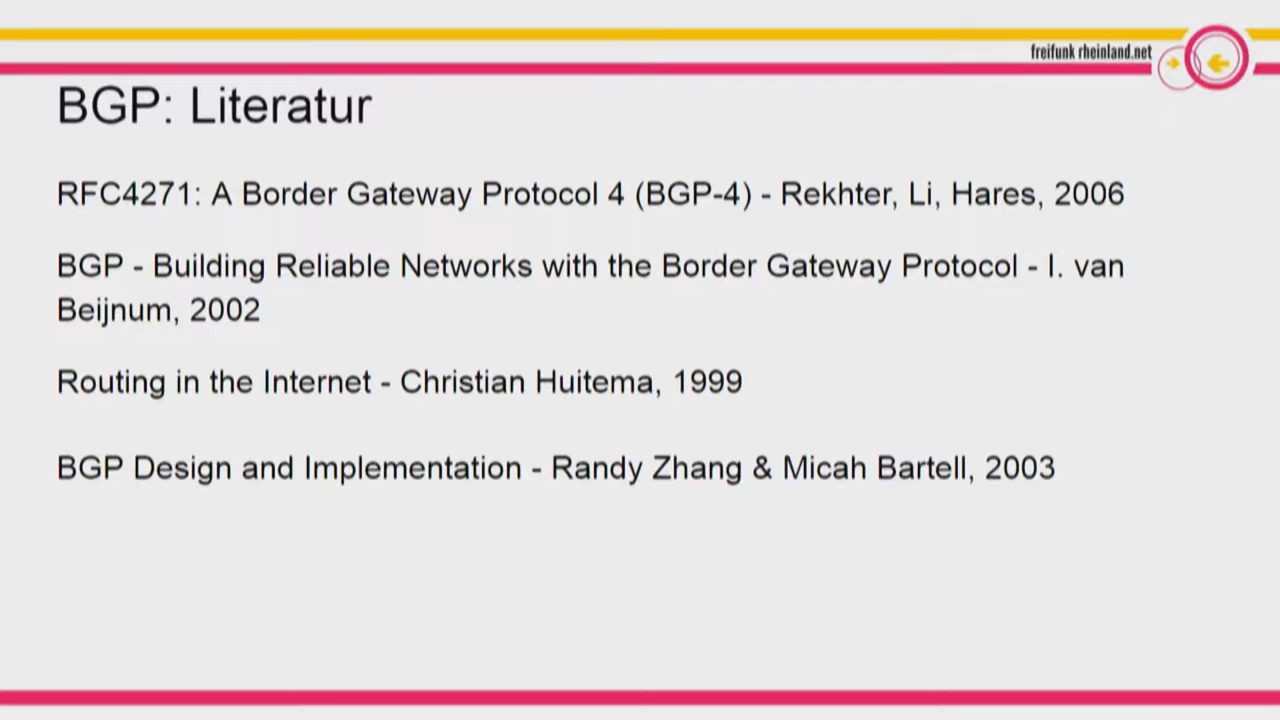 freifunk rheinland.net
BGP: Literatur
RFC4271: A Border Gateway Protocol 4 (BGP-4) - Rekhter, Li, Hares, 2006
BGP - Building Reliable Networks with the Border Gateway Protocol - I. van
Beijnum, 2002
Routing in the Internet - Christian Huitema, 1999
BGP Design and Implementation - Randy Zhang & Micah Bartell, 2003